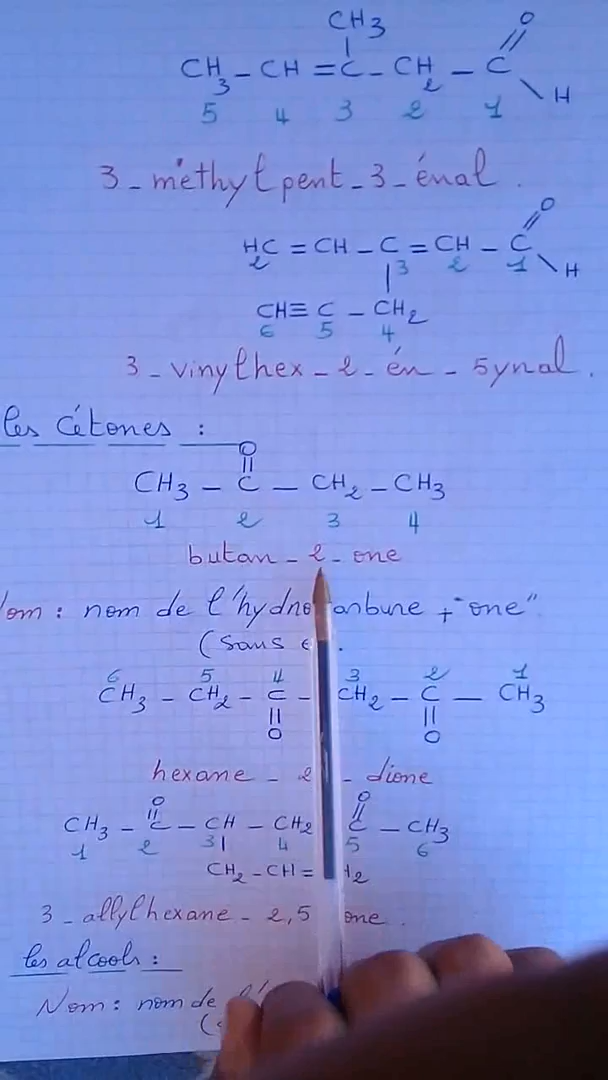 CH3
O
CH3 - CH = C - CH2 - C
H
5 4 3 2 1
3 - méthylpent - 3 - énal .
O
H2C = CH - C = CH - C
3 2 1
H
CH ≡ C - CH2
6 5 4
3 - vinylhex - 2 - én - 5ynal .
les Cétones :
O
CH3 - C - CH2 - CH3
1 2 3 4
butan - 2 - one
nom de l'hydrocarbure + "one"
(Sans e
6 5 4 3 2 1
CH3 - CH2 - C - CH2 - C - CH3
O O
hexane - 2 - dione
O O
CH3 - C - CH - CH2 C - CH3
1 2 3 4 5 6
CH2 - CH =
3 - allylhexane - 2,5 one .
les alcools :
Nom : nom de